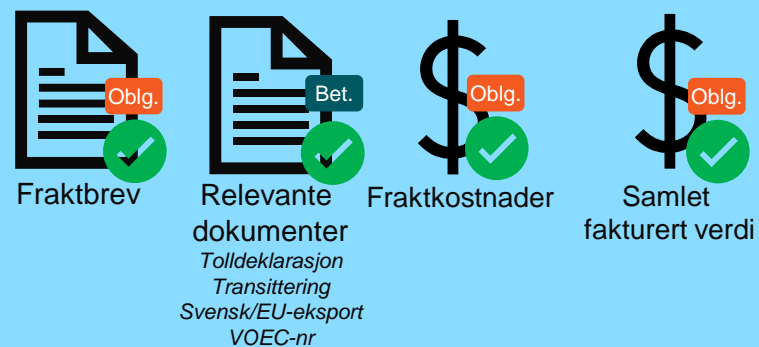 Oblg.
Bet.
Oblg.
Oblg.
Fraktbrev
Relevante
dokumenter
Tolldeklarasjon
Transittering
Svensk/EU-eksport
VOEC-nr
Fraktkostnader
Samlet
fakturert verdi